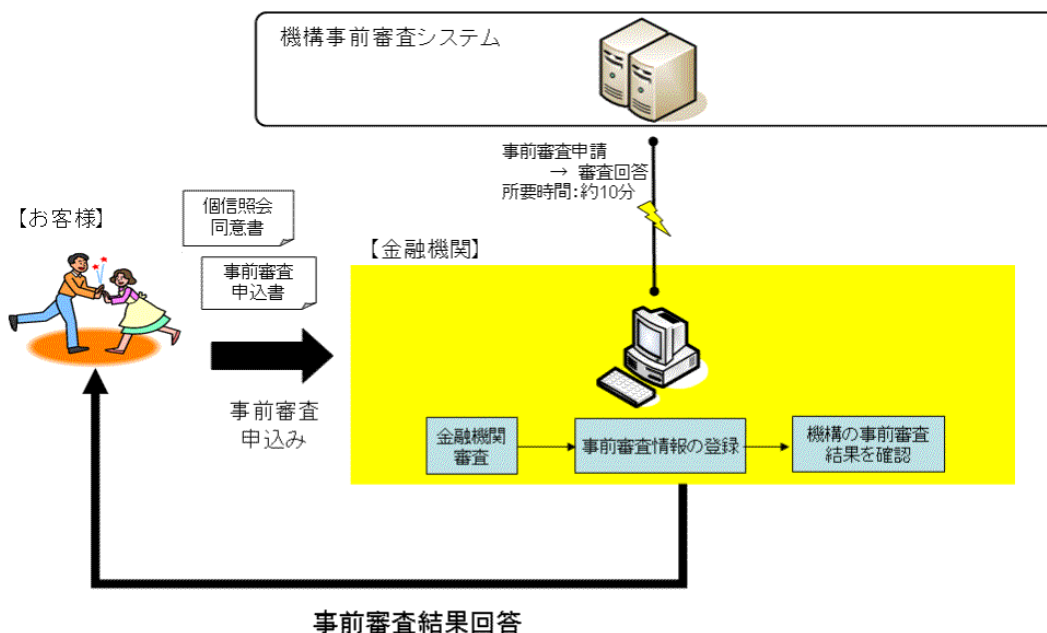 機構事前審査システム
事前審査申請
→ 審査回答
所要時間:約10分
【お客様】
個信照会
同意書
事前審査
申込書
【金融機関】
事前審査
申込み
金融機関
審査
事前審査情報の登録
機構の事前審査
結果を確認
事前審査結果回答